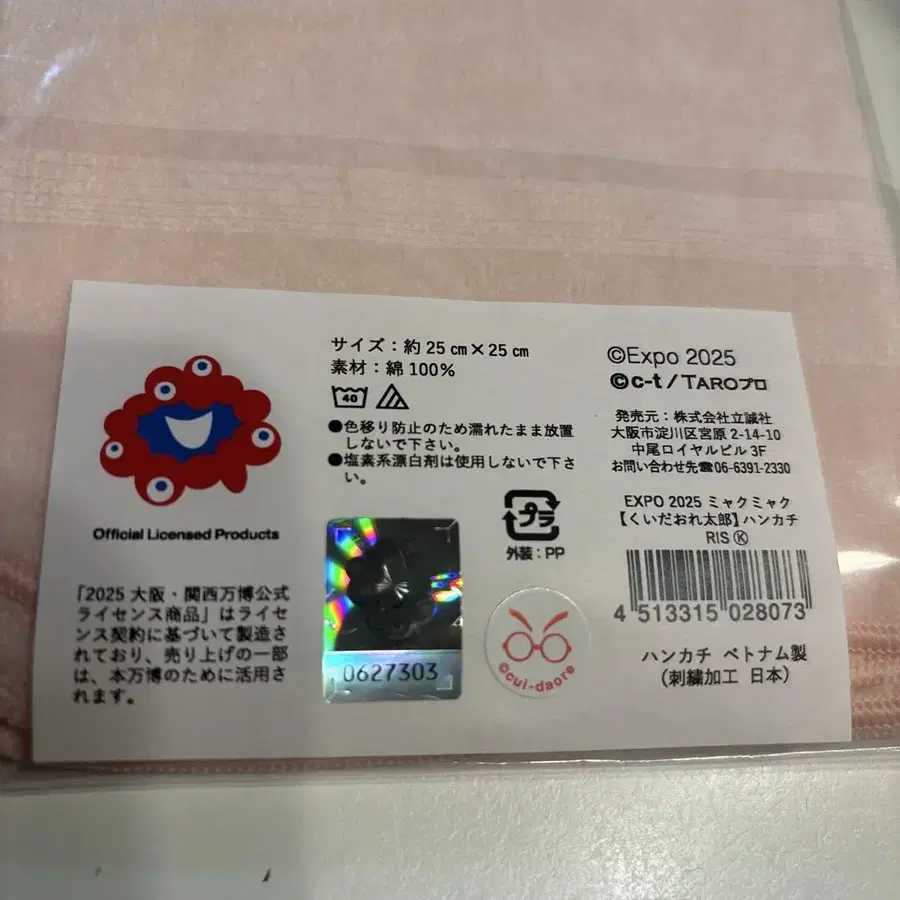 Official Licensed Products
「2025 大阪・関西万博公式
ライセンス商品」はライセ
ンス契約に基づいて製造さ
れており、売り上げの一部
は、本万博のために活用さ
れます。
サイズ：約 25 ㎝ × 25 ㎝
素材：綿 100%
40
●色移り防止のため濡れたまま放置
しないで下さい。
●塩素系漂白剤は使用しないで下さ
い。
0627303
プラ
外装：PP
©cui-daore
©Expo 2025
©c-t / TAROプロ
発売元：株式会社立誠社
大阪市淀川区宮原 2-14-10
中尾ロイヤルビル 3F
お問い合わせ先☎06-6391-2330
EXPO 2025 ミャクミャク
【くいだおれ太郎】ハンカチ
RIS Ⓚ
4 513315 028073
ハンカチ ベトナム製
（刺繍加工 日本）